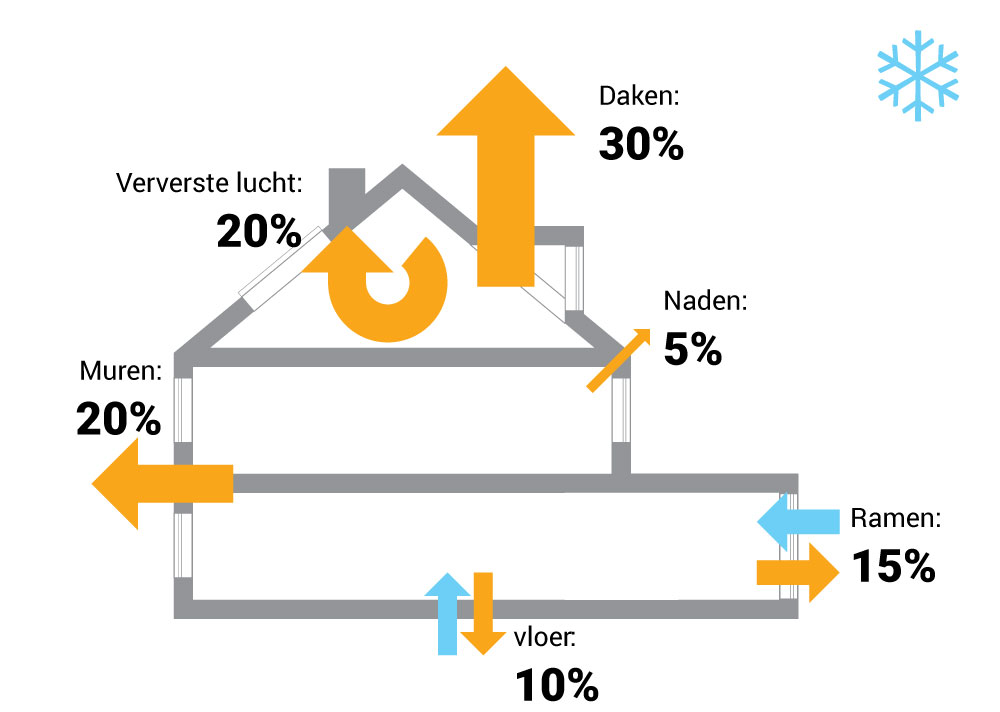 Daken:
30%
Ververste lucht:
20%
Naden:
5%
Muren:
20%
Ramen:
15%
vloer:
10%